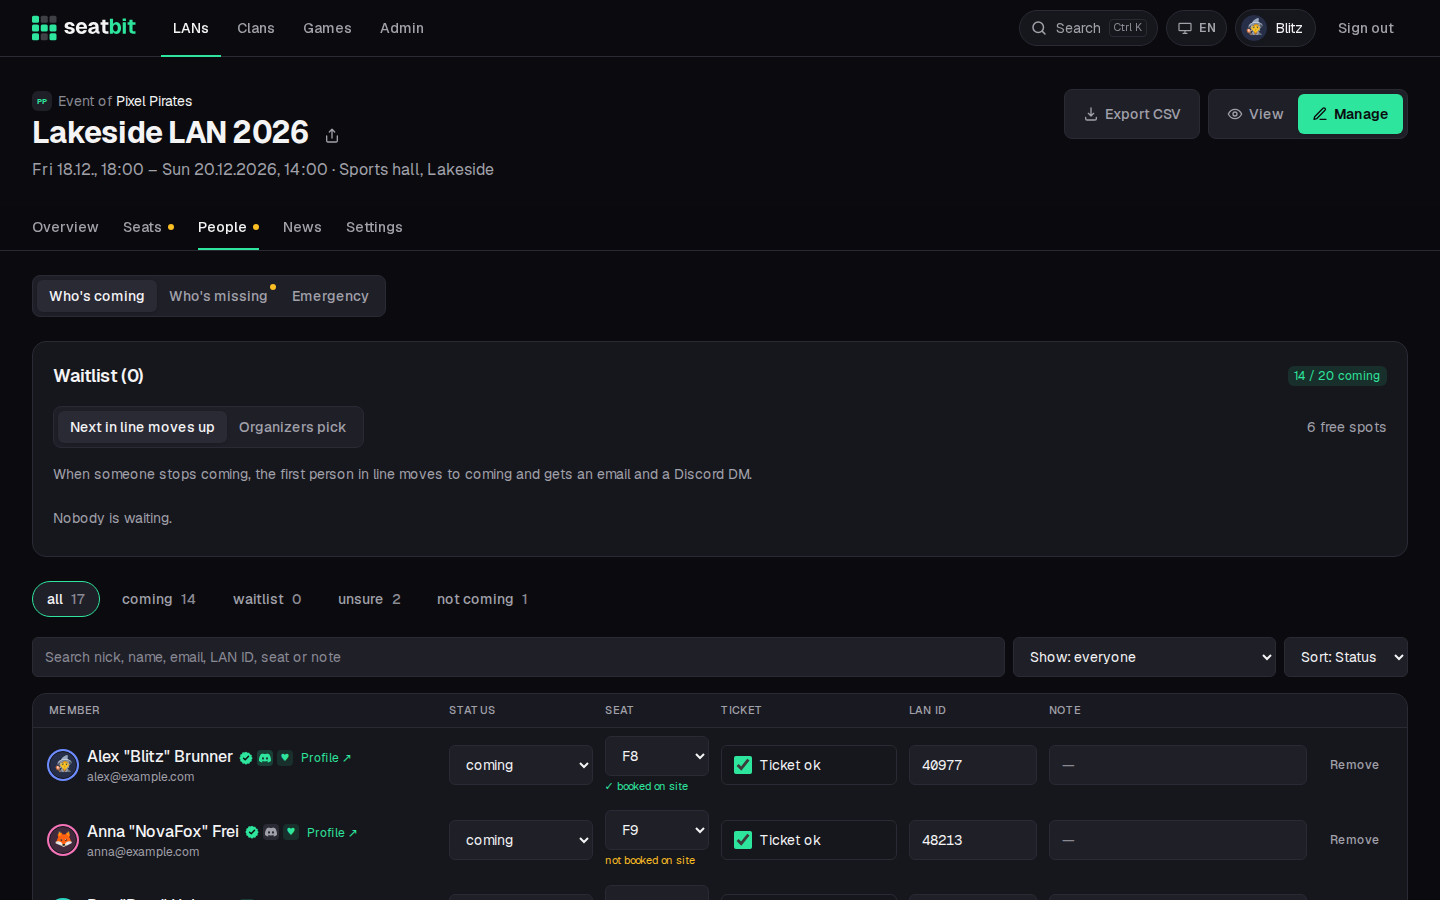 seatbit
LANs Clans Games Admin
Search Ctrl K
EN
Blitz
Sign out
PP Event of Pixel Pirates
Lakeside LAN 2026
Fri 18.12., 18:00 – Sun 20.12.2026, 14:00 · Sports hall, Lakeside
Export CSV
View
Manage
Overview Seats People News Settings
Who's coming Who's missing Emergency
Waitlist (0)
14 / 20 coming
Next in line moves up Organizers pick
6 free spots
When someone stops coming, the first person in line moves to coming and gets an email and a Discord DM.
Nobody is waiting.
all 17 coming 14 waitlist 0 unsure 2 not coming 1
Search nick, name, email, LAN ID, seat or note
Show: everyone
Sort: Status
MEMBER STATUS SEAT TICKET LAN ID NOTE
Alex "Blitz" Brunner Profile ↗
alex@example.com
coming
F8
✓ booked on site
Ticket ok
40977
—
Remove
Anna "NovaFox" Frei Profile ↗
anna@example.com
coming
F9
not booked on site
Ticket ok
48213
—
Remove